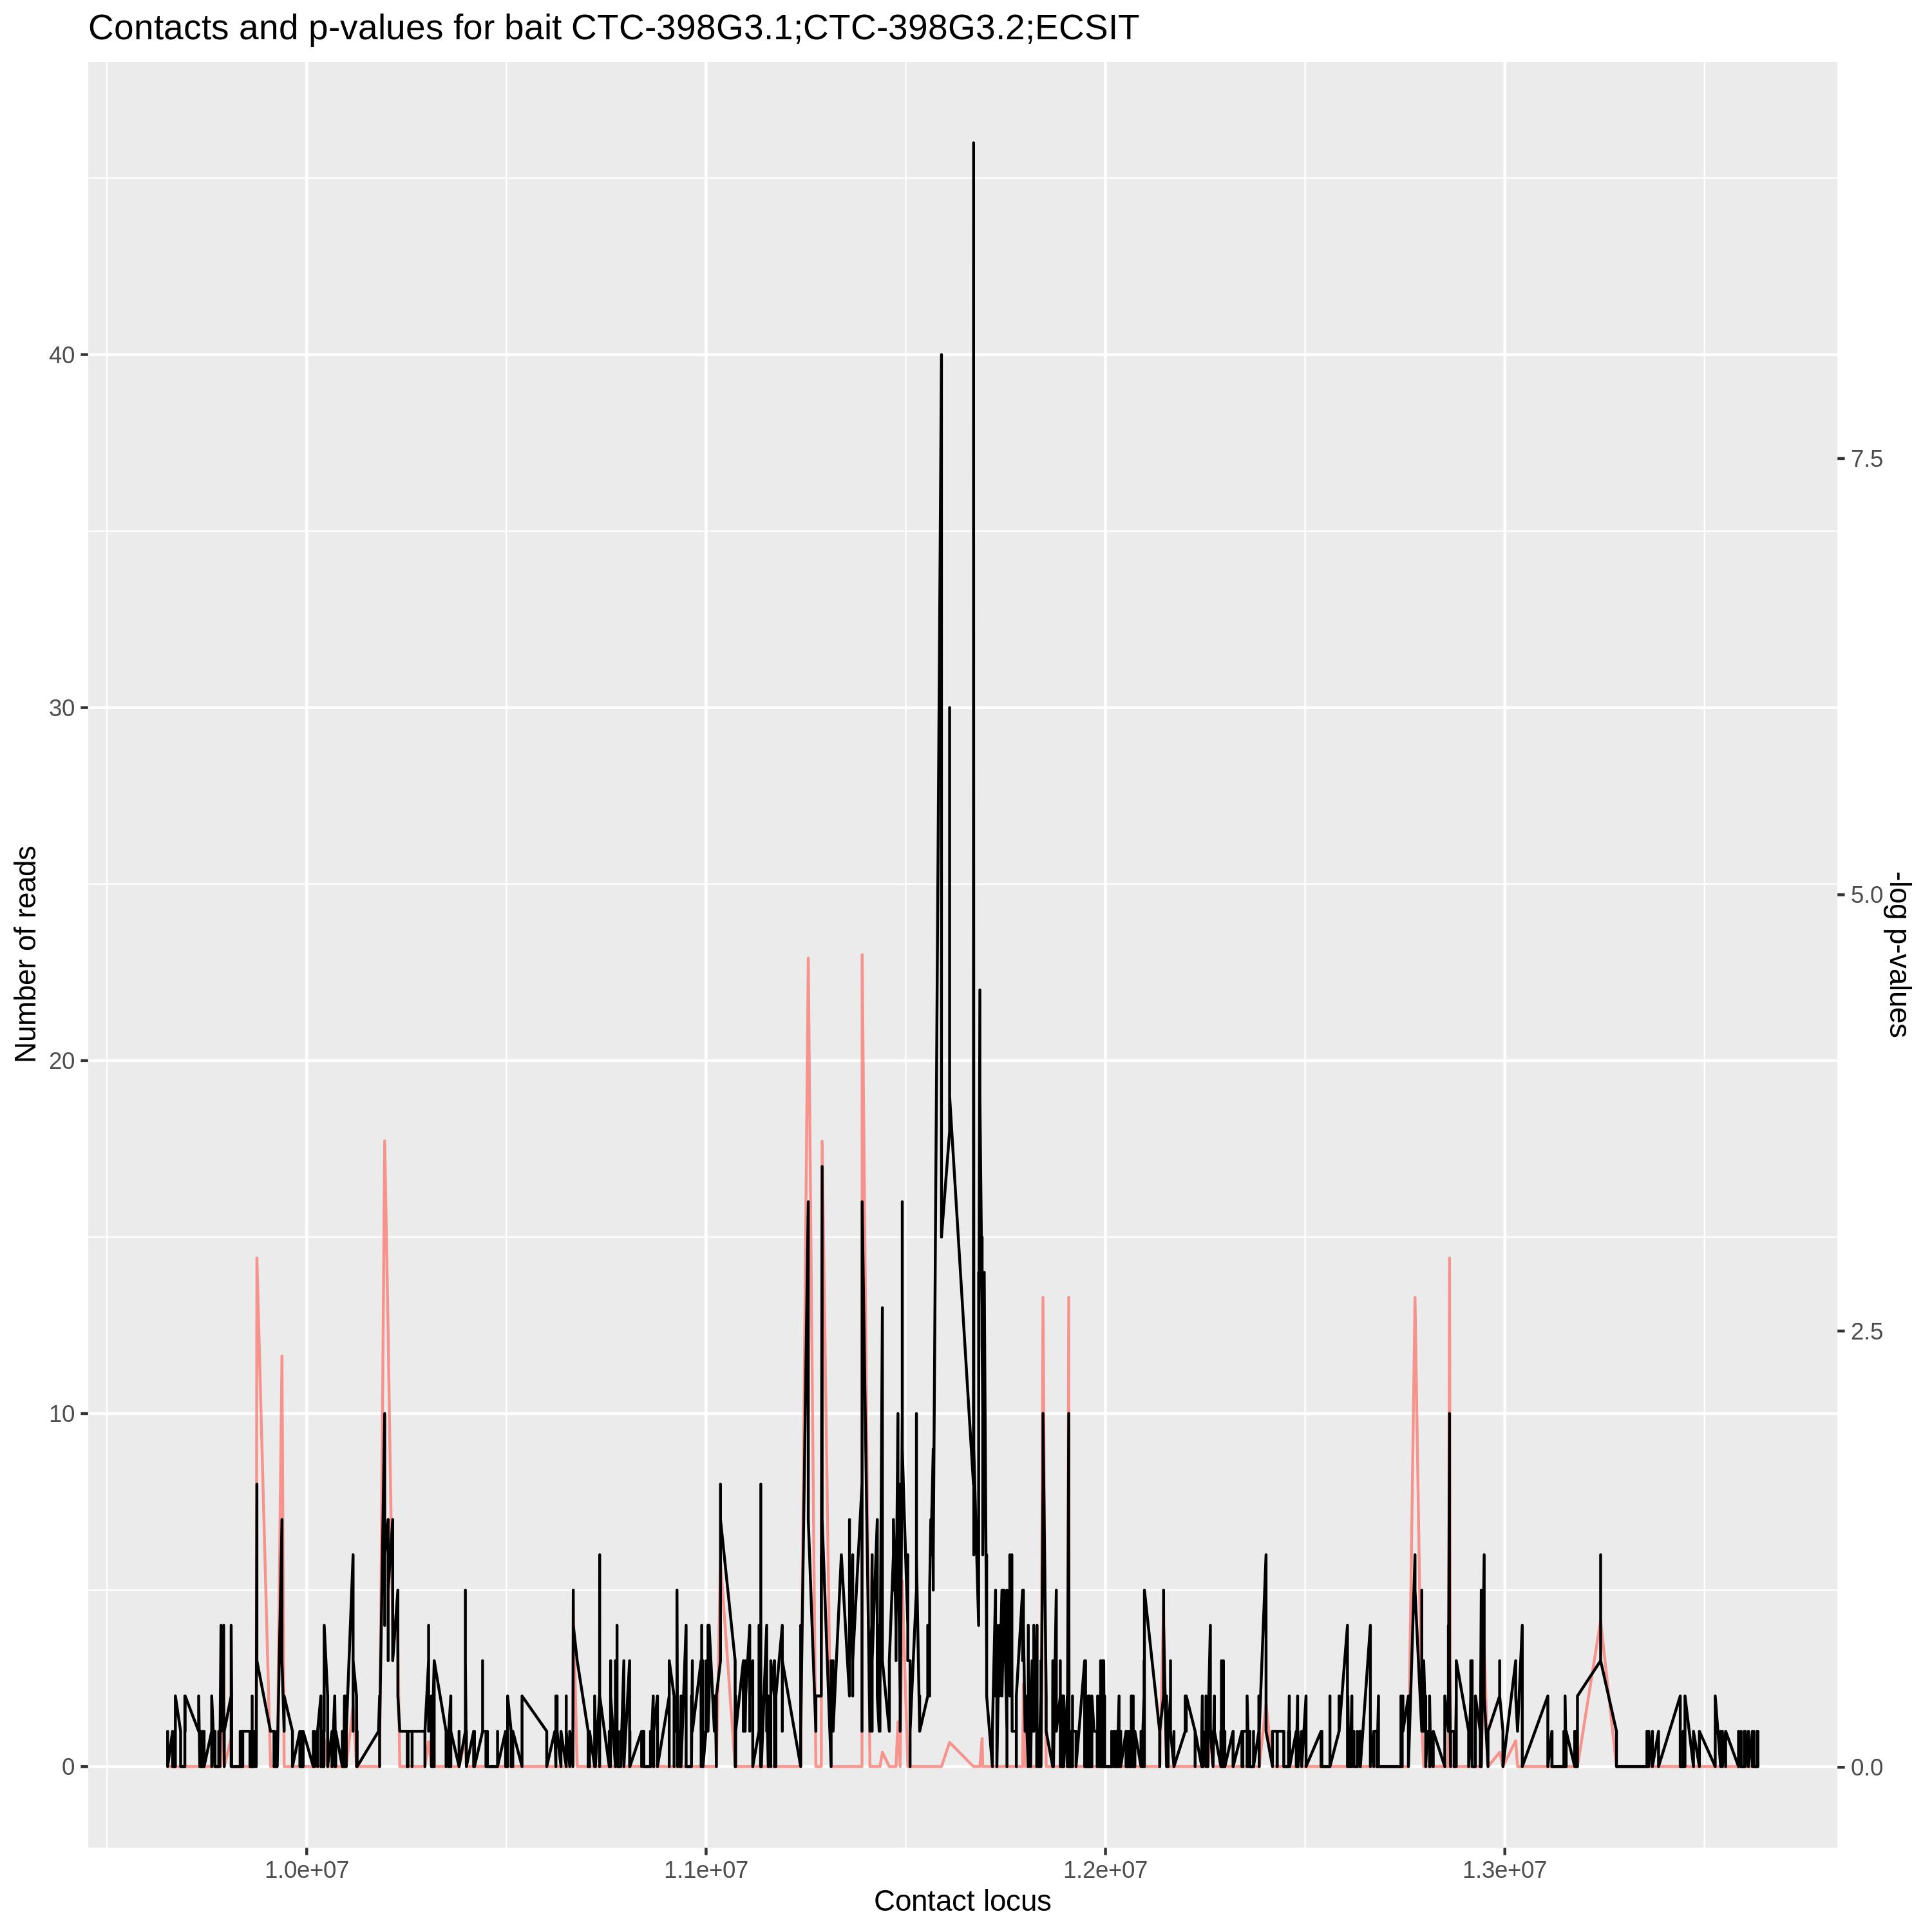 Contacts and p-values for bait CTC-398G3.1;CTC-398G3.2;ECSIT
Number of reads
40
30
20
10
0
7.5
5.0
2.5
0.0
-log p-values
1.0e+07
1.1e+07
1.2e+07
1.3e+07
Contact locus